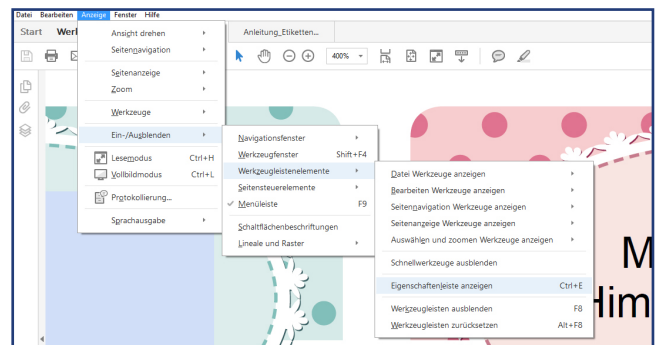 Datei Bearbeiten Anzeige Fenster Hilfe
Start
Anleitung_Etiketten...
400%
Ansicht drehen
Seitennavigation
Seitenanzeige
Zoom
Werkzeuge
Ein-/Ausblenden
Lesemodus Ctrl+H
Vollbildmodus Ctrl+L
Protokollierung...
Sprachausgabe
Navigationsfenster
Werkzeugfenster Shift+F4
Werkzeugleistenelemente
Seitensteuerelemente
Menüleiste F9
Schaltflächenbeschriftungen
Lineale und Raster
Datei Werkzeuge anzeigen
Bearbeiten Werkzeuge anzeigen
Seitennavigation Werkzeuge anzeigen
Seitenanzeige Werkzeuge anzeigen
Auswählen und zoomen Werkzeuge anzeigen
Schnellwerkzeuge ausblenden
Eigenschaftenleiste anzeigen Ctrl+E
Werkzeugleisten ausblenden F8
Werkzeugleisten zurücksetzen Alt+F8